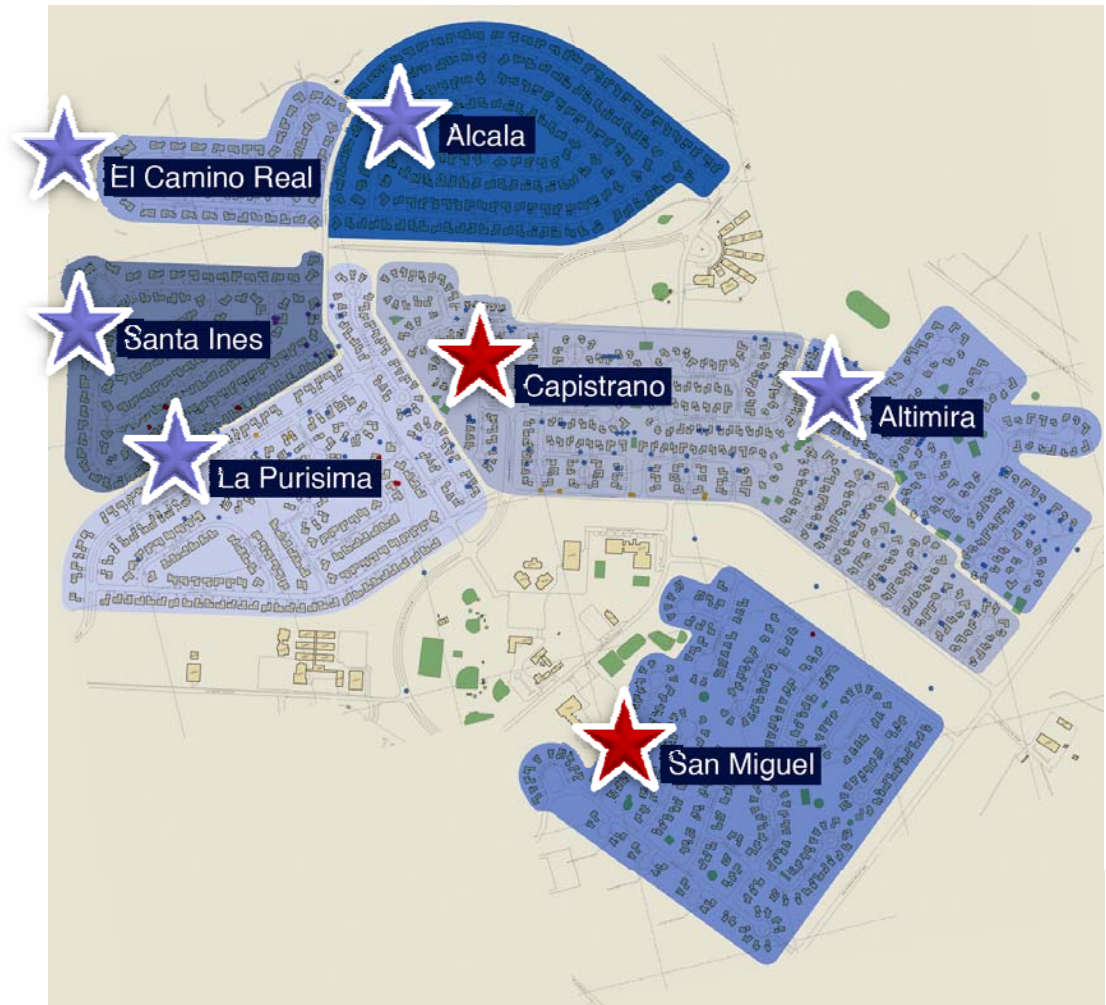 Alcala
El Camino Real
Santa Ines
Capistrano
Altimira
La Purisima
San Miguel